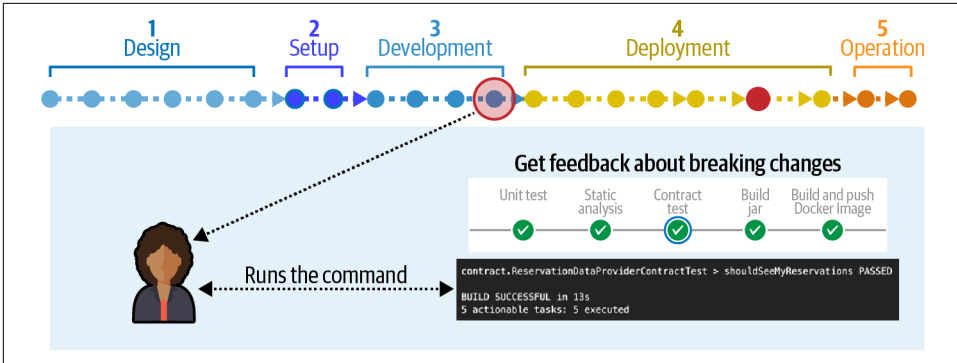 1
Design
2
Setup
3
Development
4
Deployment
5
Operation
Get feedback about breaking changes
Unit test
Static
analysis
Contract
test
Build
jar
Build and push
Docker Image
Runs the command
contract.ReservationDataProviderContractTest > shouldSeeMyReservations PASSED
BUILD SUCCESSFUL in 13s
5 actionable tasks: 5 executed